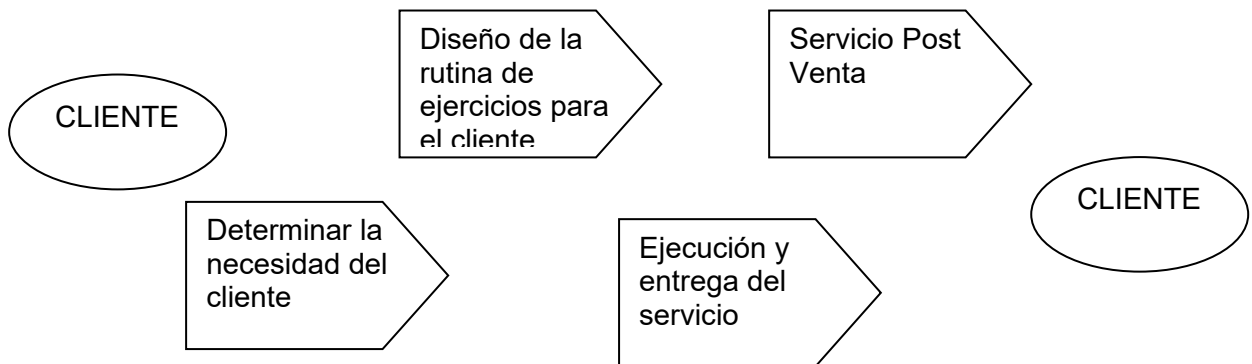 CLIENTE
Determinar la
necesidad del
cliente
Diseño de la
rutina de
ejercicios para
el cliente
Ejecución y
entrega del
servicio
Servicio Post
Venta
CLIENTE